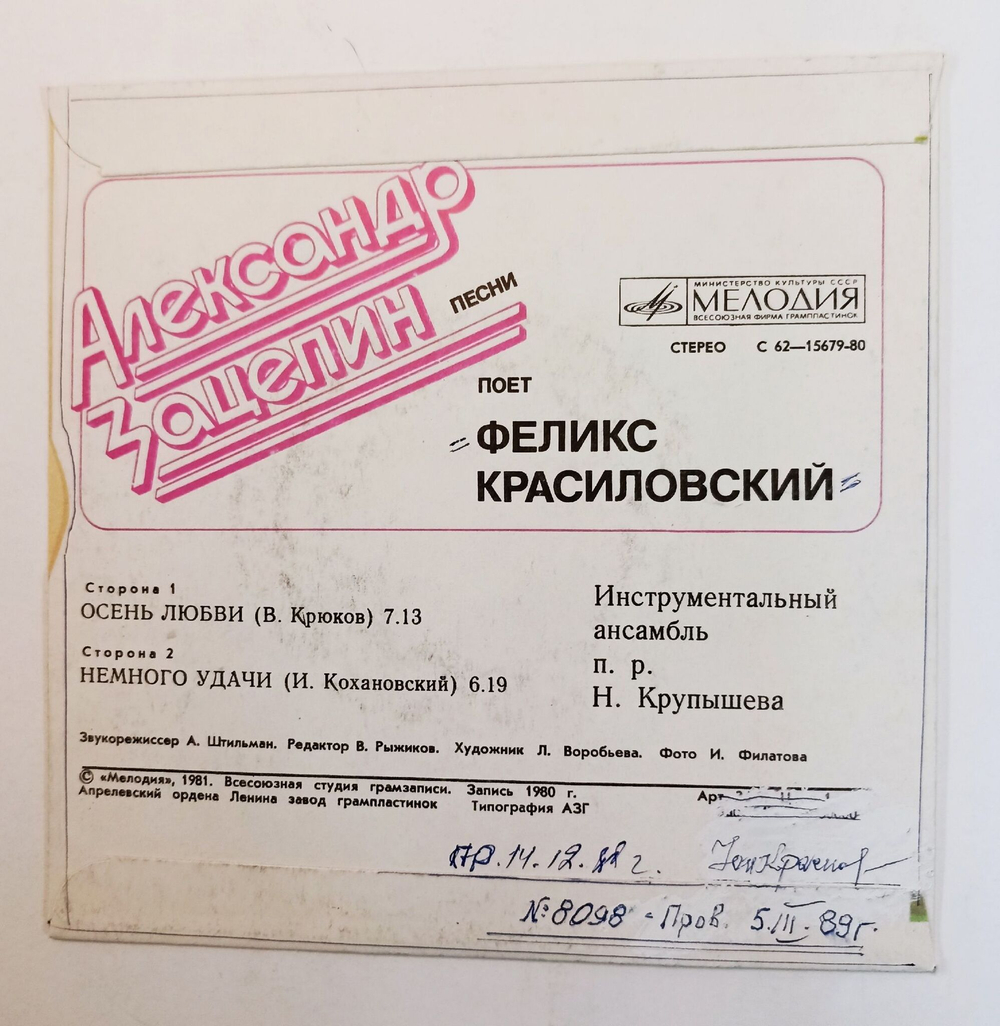 Александр
Зацепин
ПЕСНИ
МИНИСТЕРСТВО КУЛЬТУРЫ СССР
МЕЛОДИЯ
ВСЕСОЮЗНАЯ ФИРМА ГРАМПЛАСТИНОК
СТЕРЕО С 62—15679-80
ПОЕТ
ФЕЛИКС
КРАСИЛОВСКИЙ
Сторона 1
ОСЕНЬ ЛЮБВИ (В. Крюков) 7.13
Сторона 2
НЕМНОГО УДАЧИ (И. Кохановский) 6.19
Инструментальный
ансамбль
п. р.
Н. Крупышева
Звукорежиссер А. Штильман. Редактор В. Рыжиков. Художник Л. Воробьева. Фото И. Филатова
© «Мелодия», 1981. Всесоюзная студия грамзаписи. Запись 1980 г.
Апрелевский ордена Ленина завод грампластинок Типография АЗГ
Арт
ПР. 14.12. г.
№8098 - Пров. 5.III.89г.